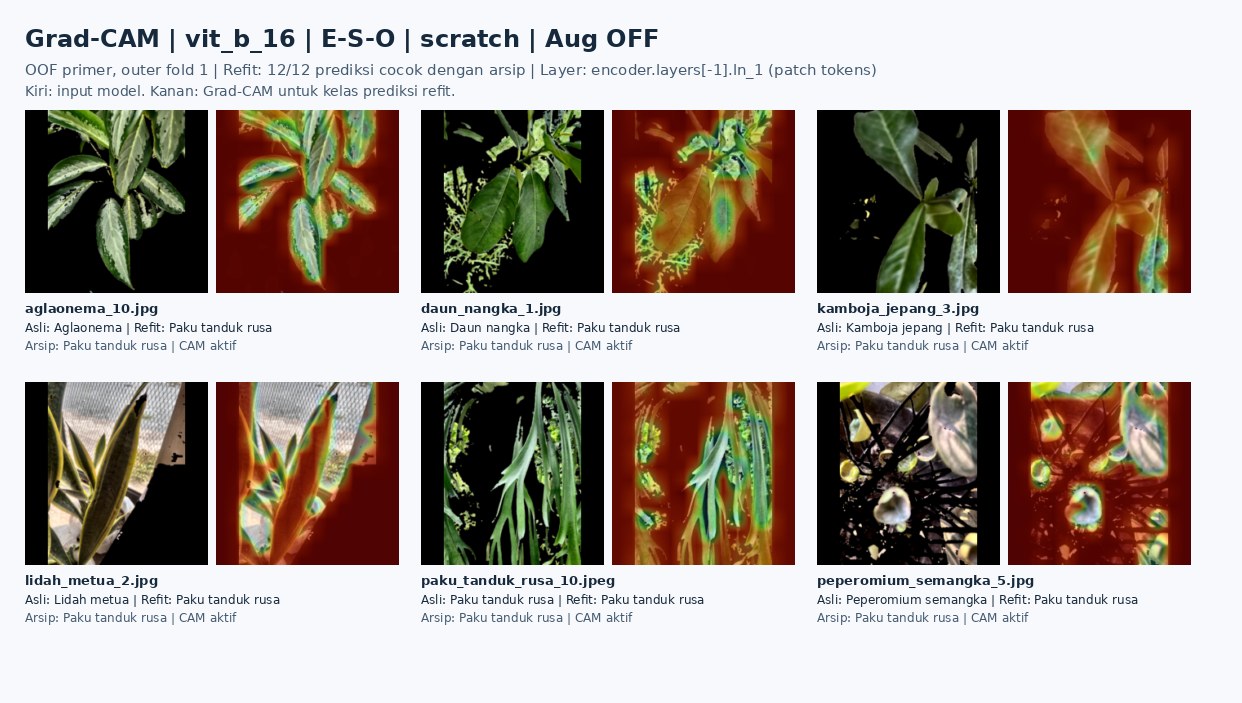 Grad-CAM | vit_b_16 | E-S-O | scratch | Aug OFF
OOF primer, outer fold 1 | Refit: 12/12 prediksi cocok dengan arsip | Layer: encoder.layers[-1].ln_1 (patch tokens)
Kiri: input model. Kanan: Grad-CAM untuk kelas prediksi refit.
aglaonema_10.jpg
Asli: Aglaonema | Refit: Paku tanduk rusa
Arsip: Paku tanduk rusa | CAM aktif
daun_nangka_1.jpg
Asli: Daun nangka | Refit: Paku tanduk rusa
Arsip: Paku tanduk rusa | CAM aktif
kamboja_jepang_3.jpg
Asli: Kamboja jepang | Refit: Paku tanduk rusa
Arsip: Paku tanduk rusa | CAM aktif
lidah_metua_2.jpg
Asli: Lidah metua | Refit: Paku tanduk rusa
Arsip: Paku tanduk rusa | CAM aktif
paku_tanduk_rusa_10.jpeg
Asli: Paku tanduk rusa | Refit: Paku tanduk rusa
Arsip: Paku tanduk rusa | CAM aktif
peperomium_semangka_5.jpg
Asli: Peperomium semangka | Refit: Paku tanduk rusa
Arsip: Paku tanduk rusa | CAM aktif